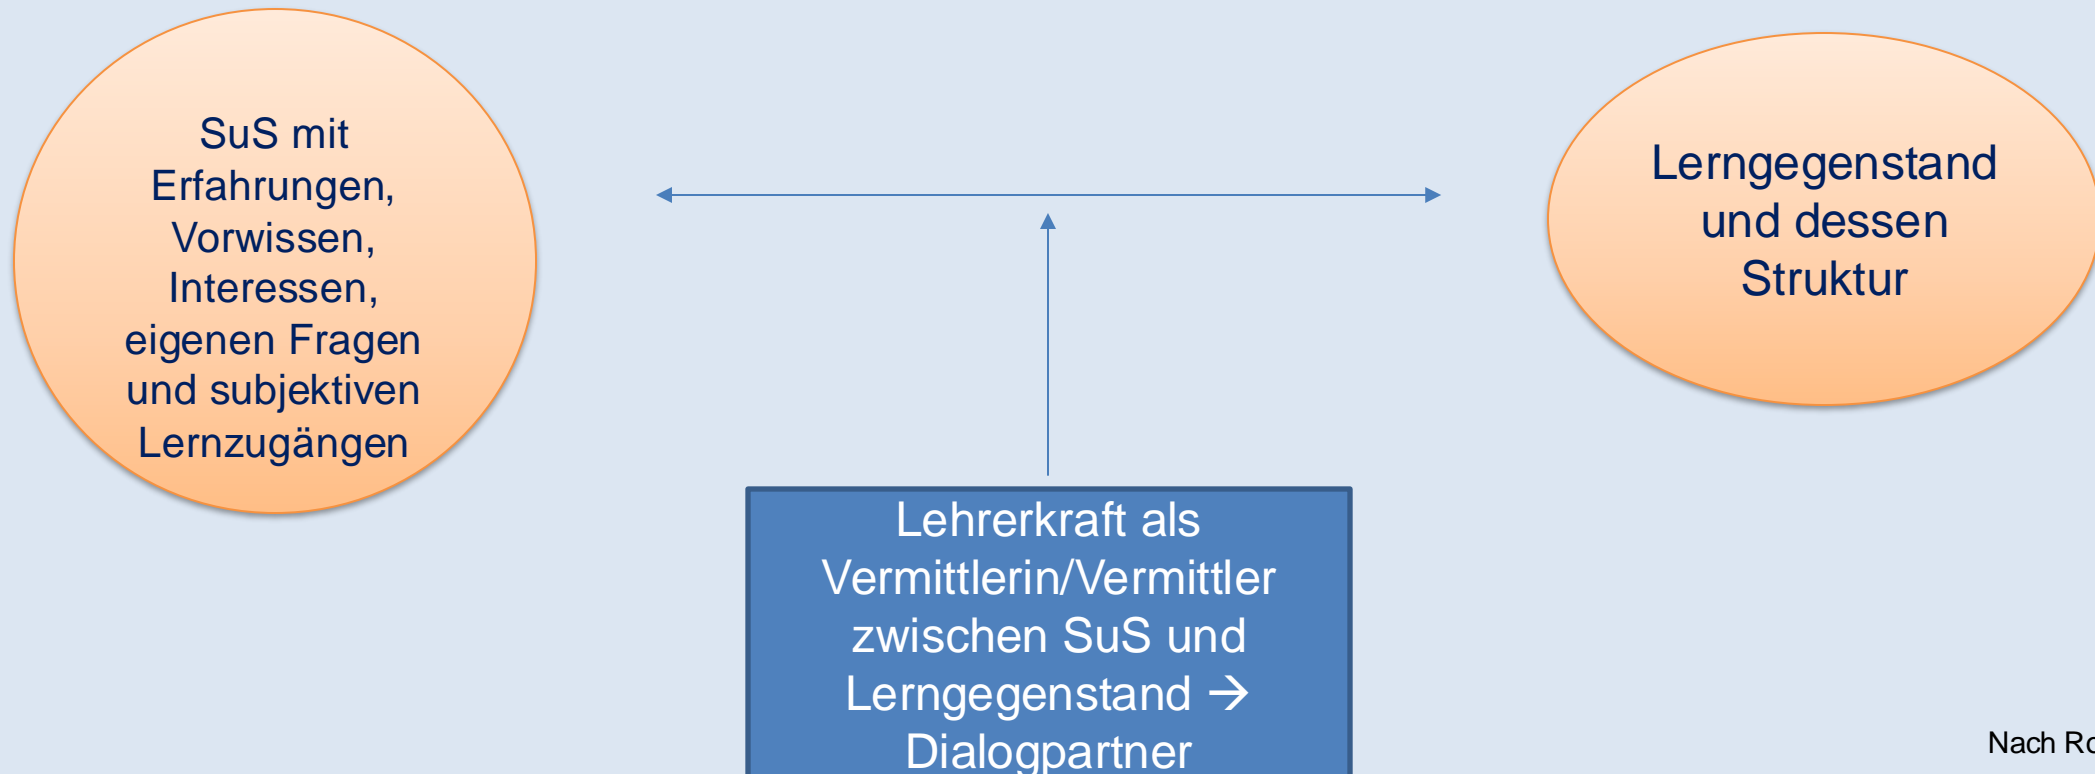 SuS mit
Erfahrungen,
Vorwissen,
Interessen,
eigenen Fragen
und subjektiven
Lernzugängen
Lerngegenstand
und dessen
Struktur
Lehrerkraft als
Vermittlerin/Vermittler
zwischen SuS und
Lerngegenstand →
Dialogpartner
Nach